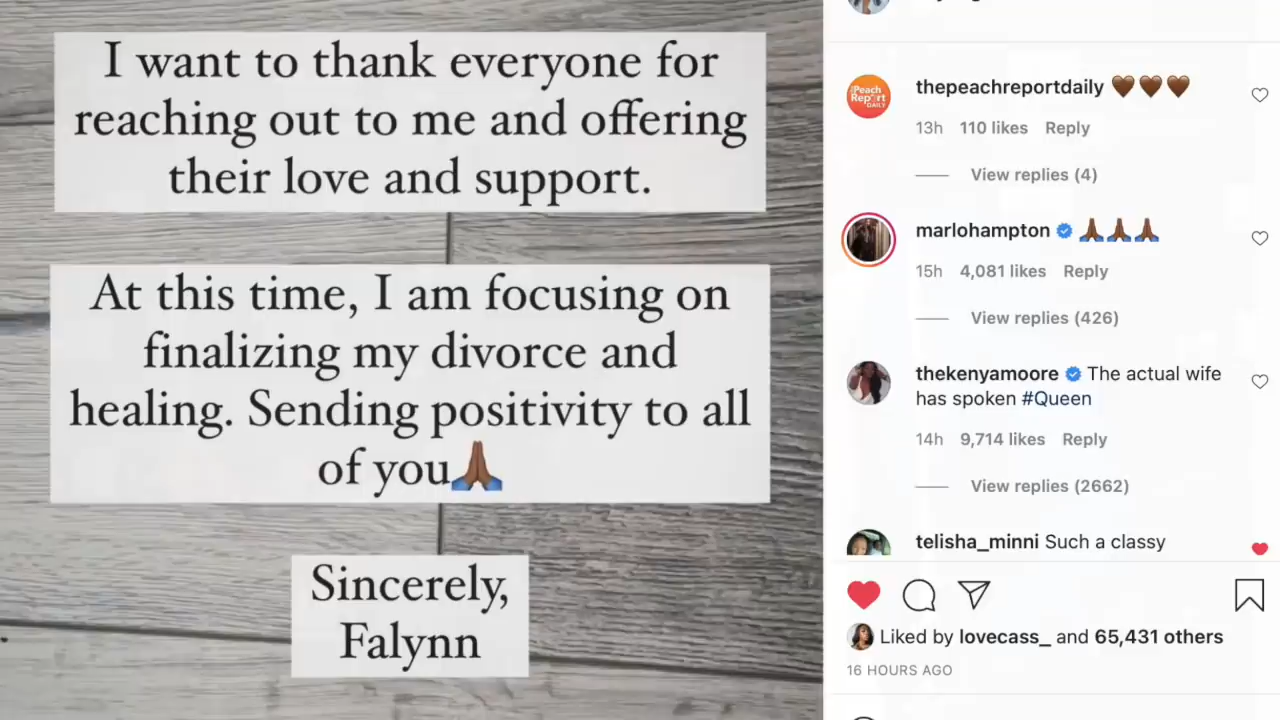 I want to thank everyone for
reaching out to me and offering
their love and support.
At this time, I am focusing on
finalizing my divorce and
healing. Sending positivity to all
of you🙏🏾
Sincerely,
Falynn
Peach
Report
DAILY
thepeachreportdaily 🤎🤎🤎
13h 110 likes Reply
View replies (4)
marlohampton 🙏🏾🙏🏾🙏🏾
15h 4,081 likes Reply
View replies (426)
thekenyamoore The actual wife
has spoken #Queen
14h 9,714 likes Reply
View replies (2662)
telisha_minni Such a classy
Liked by lovecass_ and 65,431 others
16 HOURS AGO